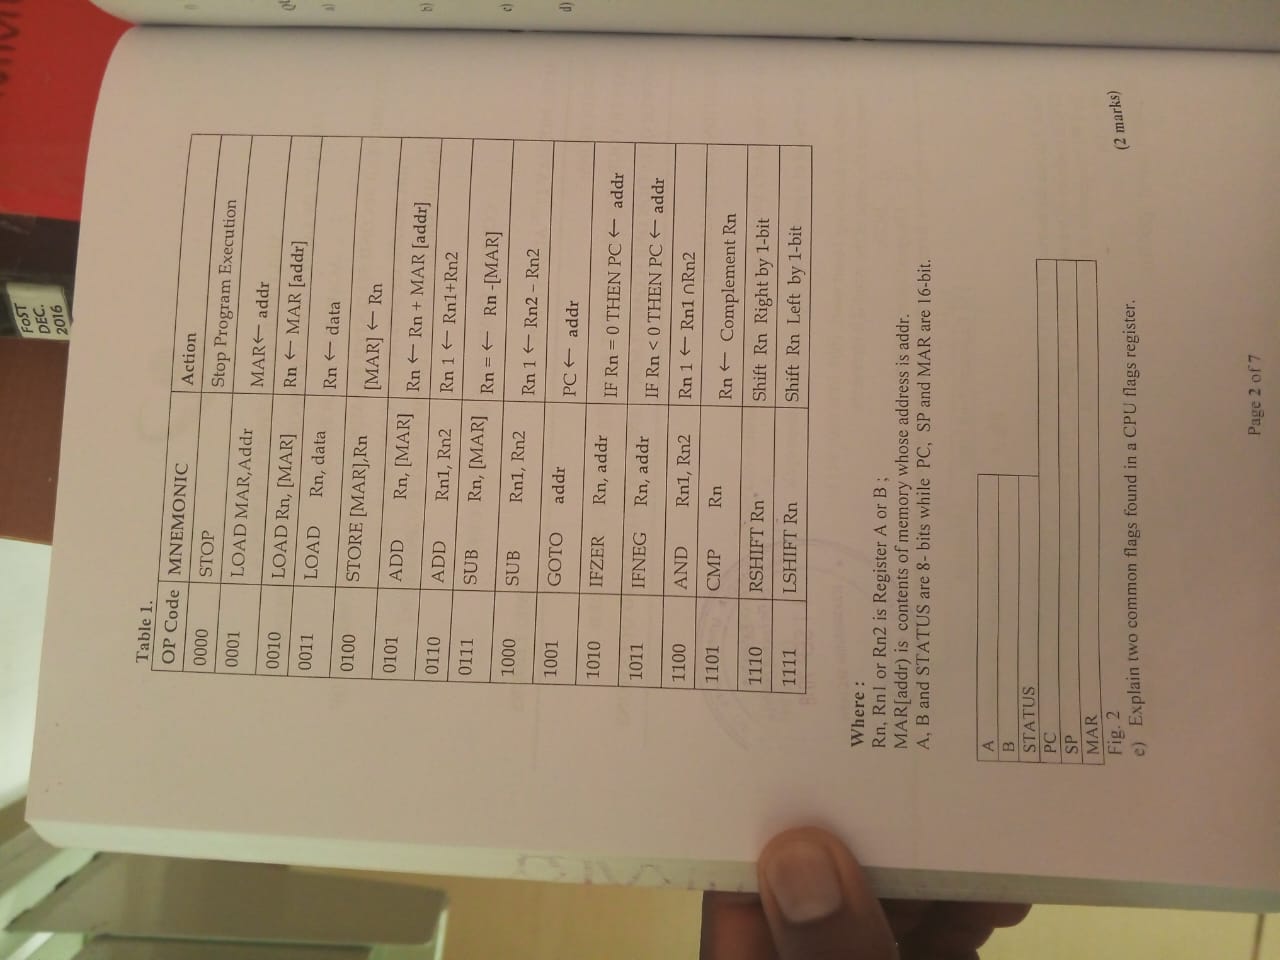 FoST
DEC.
2016
Table 1.
OP Code MNEMONIC Action
0000 STOP Stop Program Execution
0001 LOAD MAR,Addr MAR← addr
0010 LOAD Rn, [MAR] Rn ← MAR [addr]
0011 LOAD Rn, data Rn ← data
0100 STORE [MAR],Rn [MAR] ← Rn
0101 ADD Rn, [MAR] Rn ← Rn + MAR [addr]
0110 ADD Rn1, Rn2 Rn 1 ← Rn1+Rn2
0111 SUB Rn, [MAR] Rn = ← Rn -[MAR]
1000 SUB Rn1, Rn2 Rn 1 ← Rn2 – Rn2
1001 GOTO addr PC ← addr
1010 IFZER Rn, addr IF Rn = 0 THEN PC ← addr
1011 IFNEG Rn, addr IF Rn < 0 THEN PC ← addr
1100 AND Rn1, Rn2 Rn 1 ← Rn1 ∩Rn2
1101 CMP Rn Rn ← Complement Rn
1110 RSHIFT Rn Shift Rn Right by 1-bit
1111 LSHIFT Rn Shift Rn Left by 1-bit
Where :
Rn, Rn1 or Rn2 is Register A or B ;
MAR[addr) is contents of memory whose address is addr.
A, B and STATUS are 8- bits while PC, SP and MAR are 16-bit.
A
B
STATUS
PC
SP
MAR
Fig. 2
e) Explain two common flags found in a CPU flags register. (2 marks)
Page 2 of 7
a)
b)
c)
d)